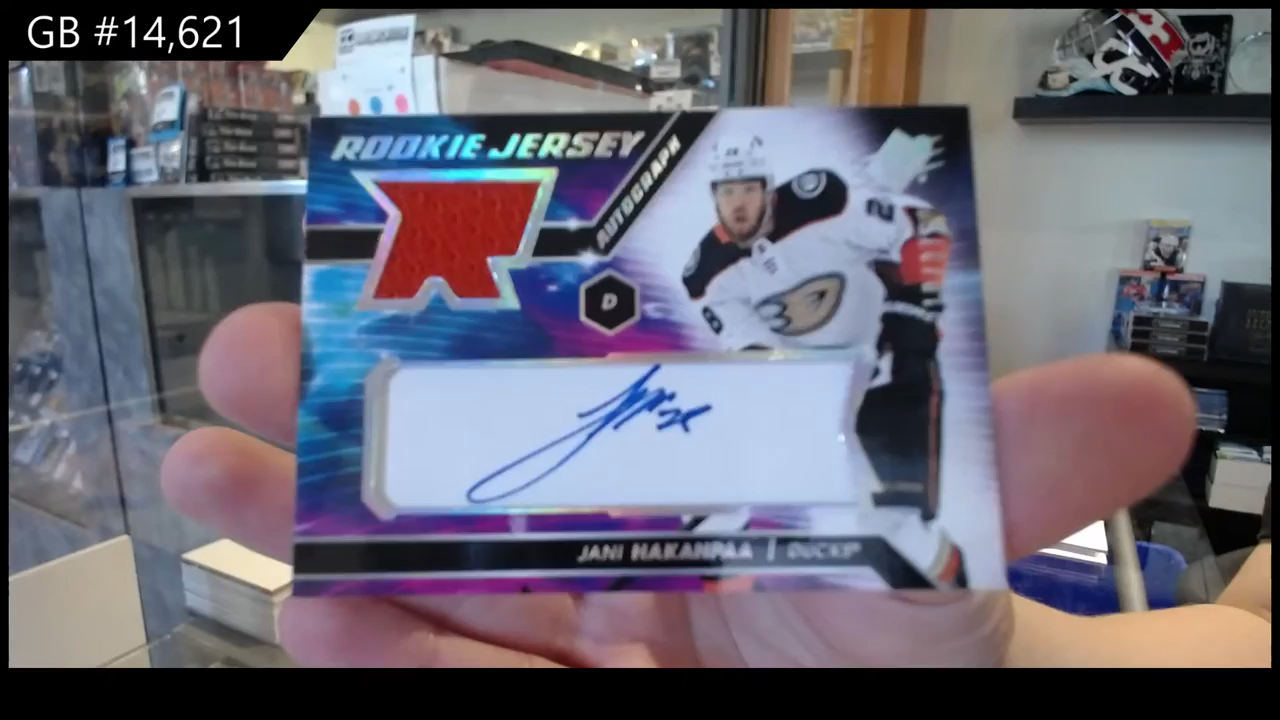 GB #14,621
ROOKIE JERSEY
AUTOGRAPH
D
JANI HAKANPAA | DUCKS